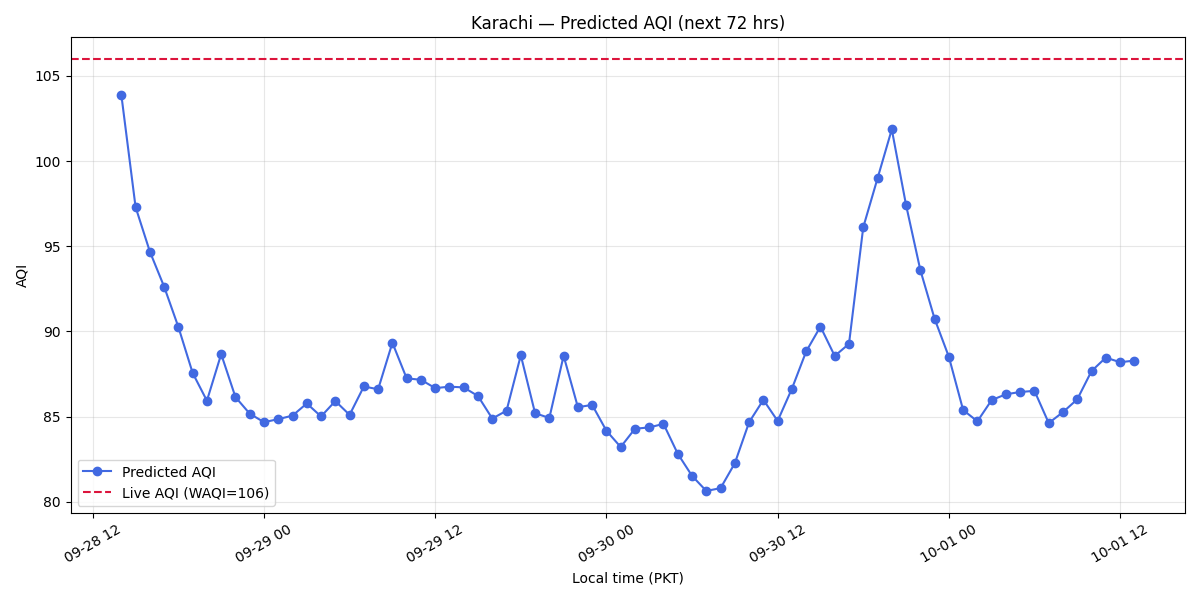 Karachi — Predicted AQI (next 72 hrs)
105
100
95
90
85
80
AQI
Predicted AQI
Live AQI (WAQI=106)
09-28 12
09-29 00
09-29 12
09-30 00
09-30 12
10-01 00
10-01 12
Local time (PKT)